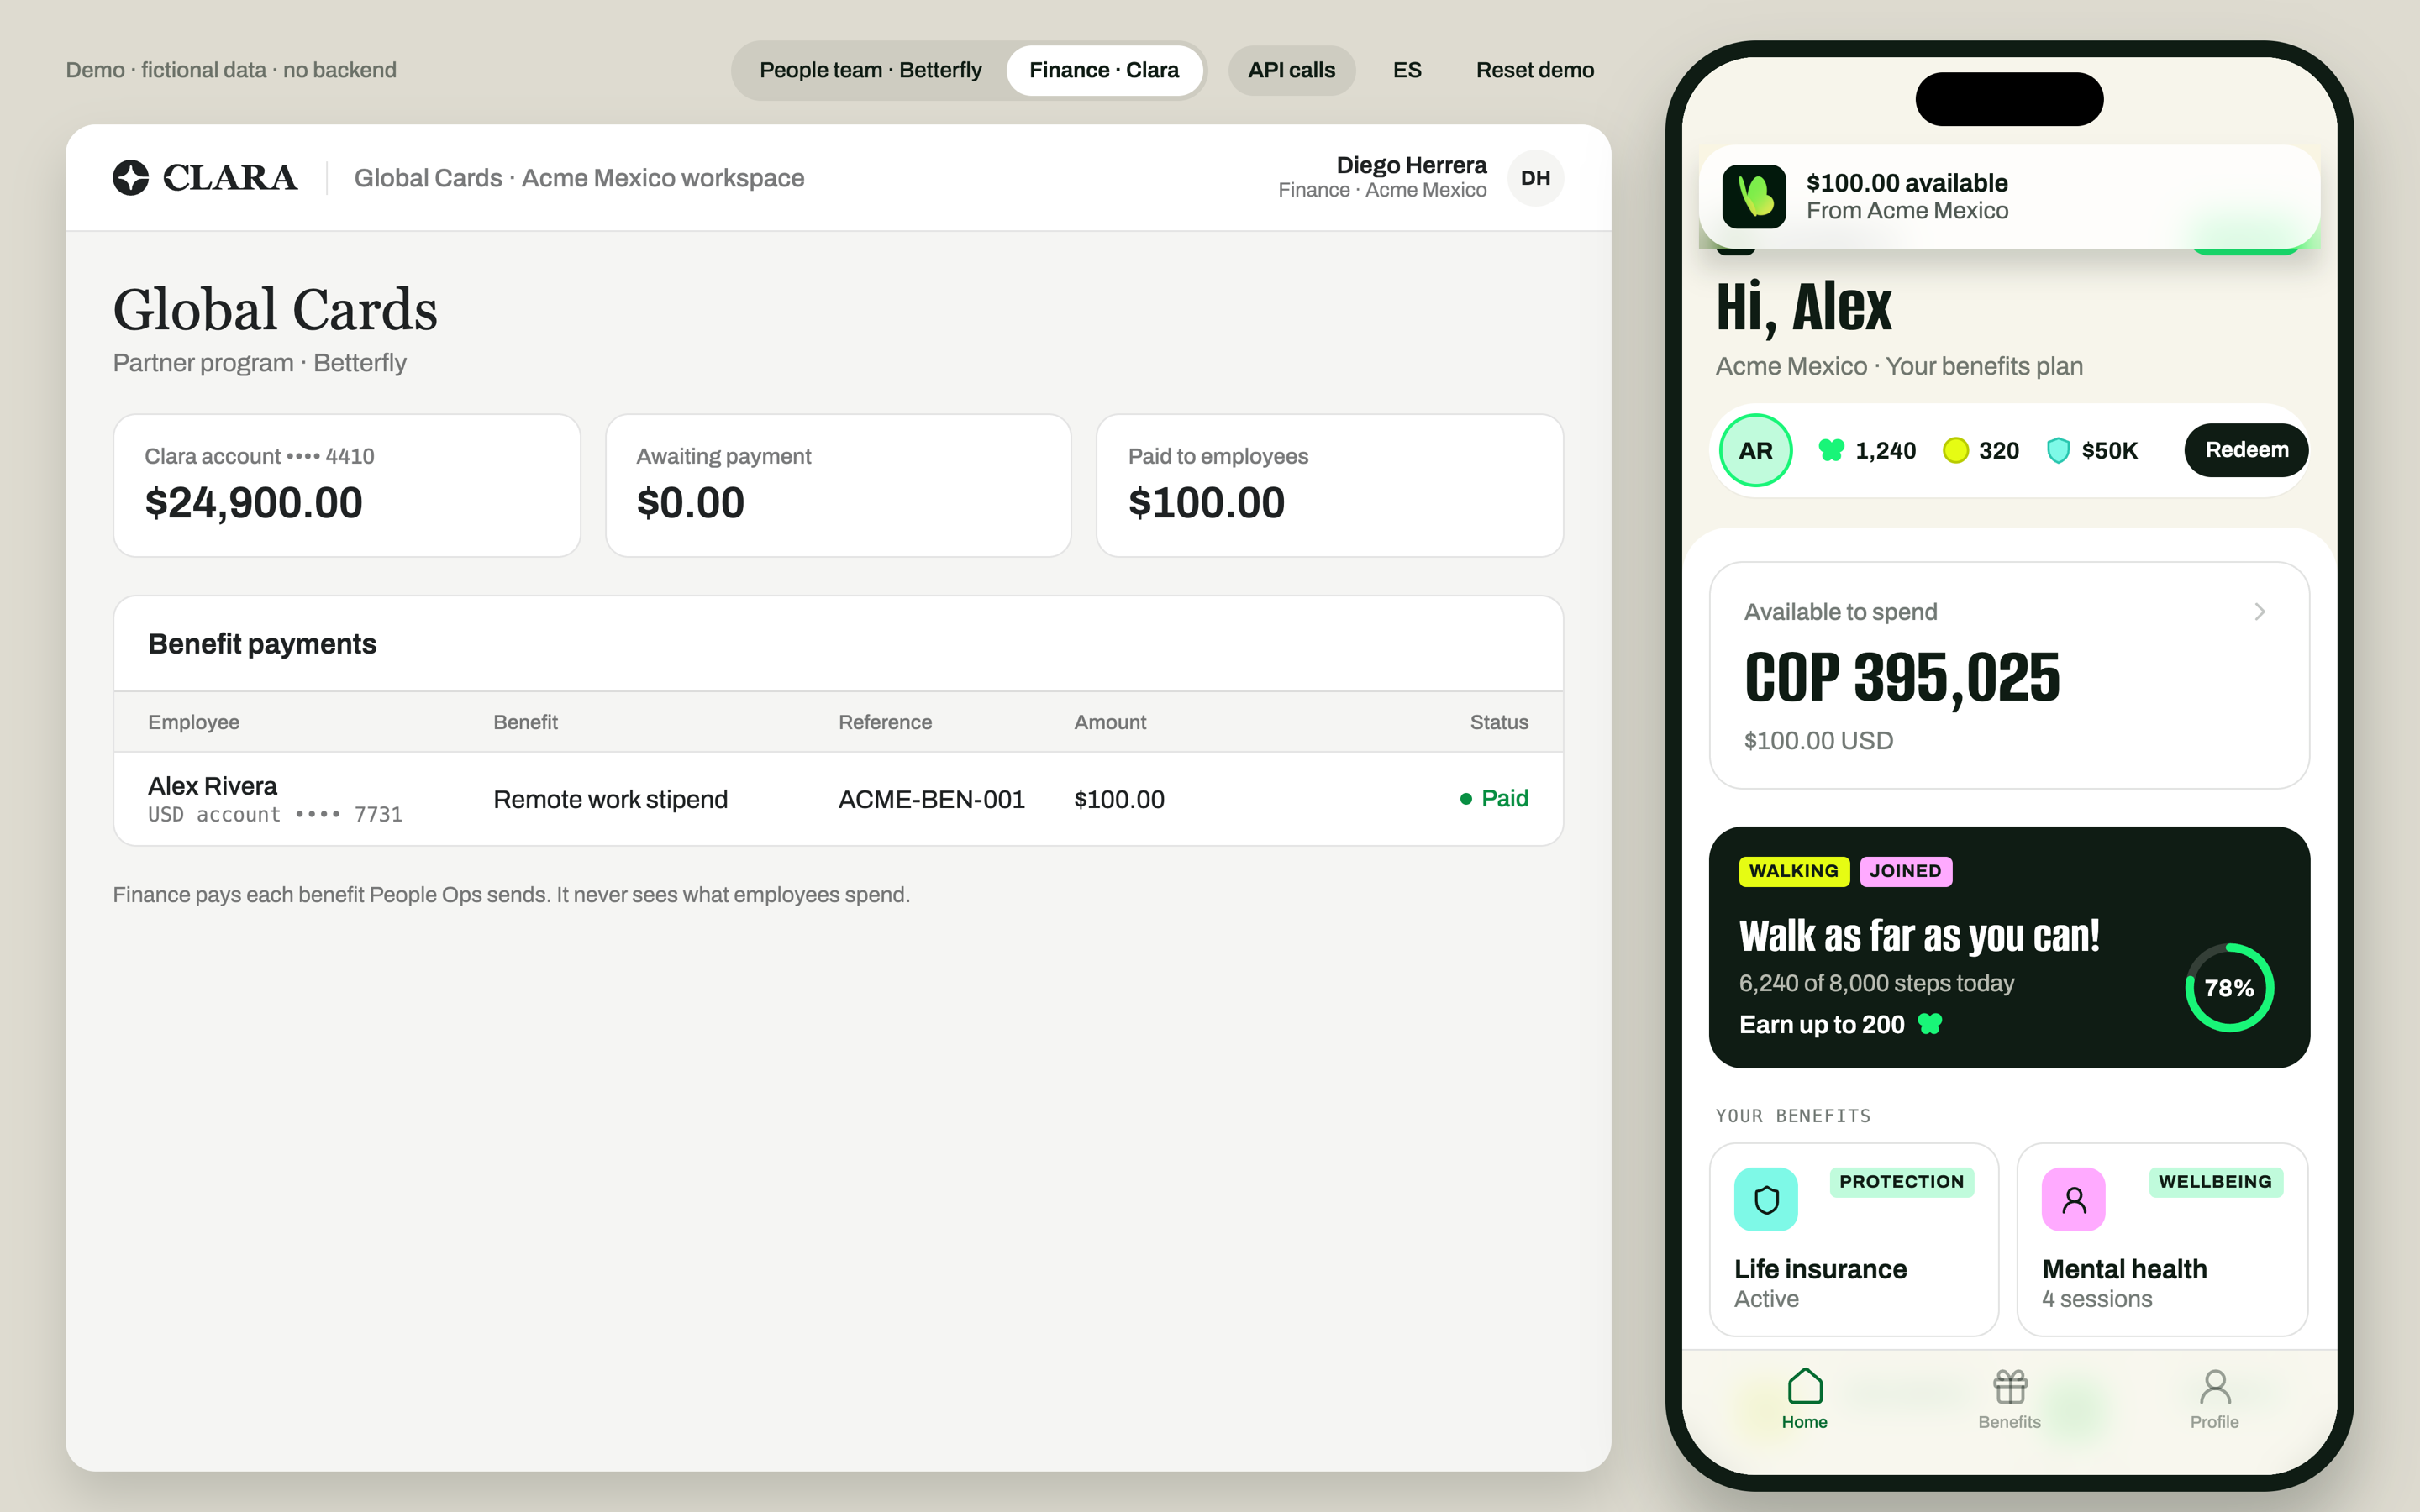 Demo · fictional data · no backend
People team · Betterfly
Finance · Clara
API calls
ES
Reset demo
CLARA
Global Cards · Acme Mexico workspace
Diego Herrera
Finance · Acme Mexico
DH
Global Cards
Partner program · Betterfly
Clara account •••• 4410
$24,900.00
Awaiting payment
$0.00
Paid to employees
$100.00
Benefit payments
Employee
Benefit
Reference
Amount
Status
Alex Rivera
USD account •••• 7731
Remote work stipend
ACME-BEN-001
$100.00
Paid
Finance pays each benefit People Ops sends. It never sees what employees spend.
$100.00 available
From Acme Mexico
Hi, Alex
Acme Mexico · Your benefits plan
AR
1,240
320
$50K
Redeem
Available to spend
COP 395,025
$100.00 USD
WALKING
JOINED
Walk as far as you can!
6,240 of 8,000 steps today
Earn up to 200
78%
YOUR BENEFITS
PROTECTION
Life insurance
Active
WELLBEING
Mental health
4 sessions
Home
Benefits
Profile